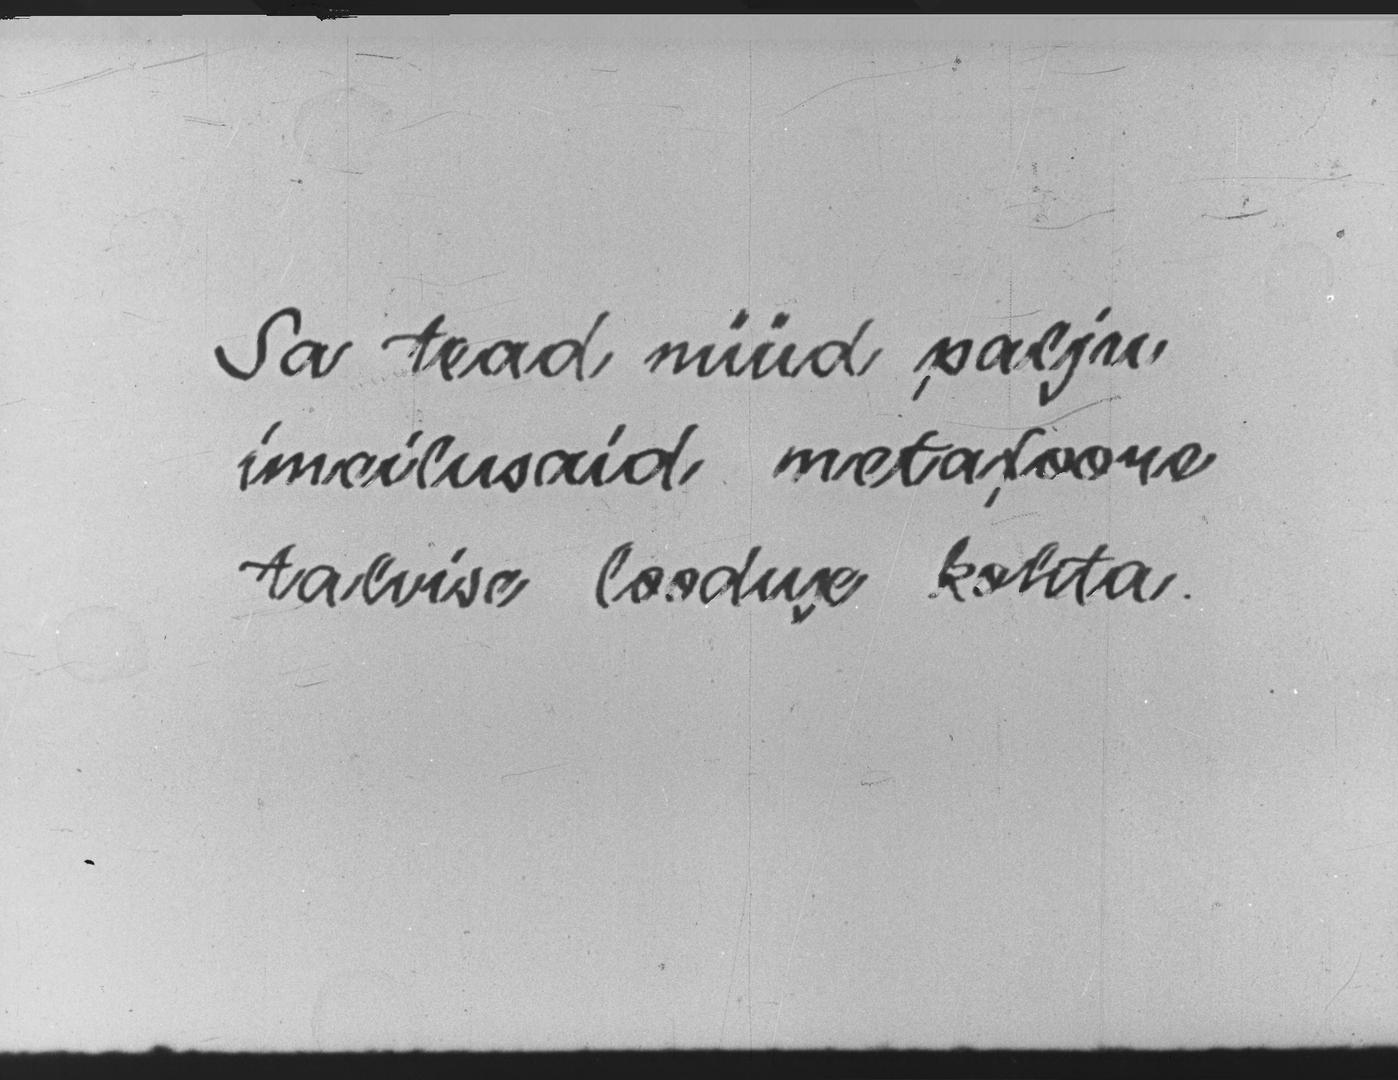 Sa tead nüüd palju
imeilusaid metafoore
talvise looduse kohta.